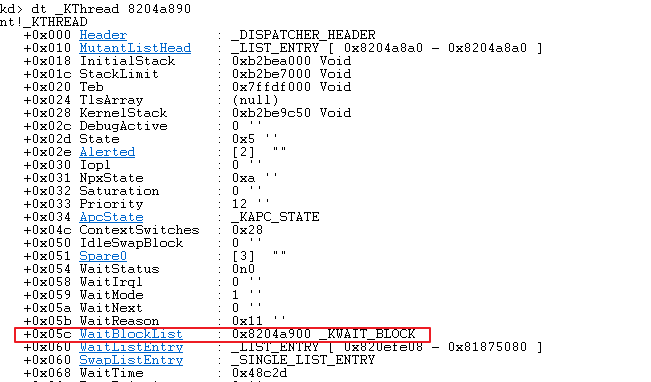 kd> dt _KThread 8204a890
nt!_KTHREAD
+0x000 Header : _DISPATCHER_HEADER
+0x010 MutantListHead : _LIST_ENTRY [ 0x8204a8a0 - 0x8204a8a0 ]
+0x018 InitialStack : 0xb2bea000 Void
+0x01c StackLimit : 0xb2be7000 Void
+0x020 Teb : 0x7ffdf000 Void
+0x024 TlsArray : (null)
+0x028 KernelStack : 0xb2be9c50 Void
+0x02c DebugActive : 0 ''
+0x02d State : 0x5 ''
+0x02e Alerted : [2] ""
+0x030 Iopl : 0 ''
+0x031 NpxState : 0xa ''
+0x032 Saturation : 0 ''
+0x033 Priority : 12 ''
+0x034 ApcState : _KAPC_STATE
+0x04c ContextSwitches : 0x28
+0x050 IdleSwapBlock : 0 ''
+0x051 Spare0 : [3] ""
+0x054 WaitStatus : 0n0
+0x058 WaitIrql : 0 ''
+0x059 WaitMode : 1 ''
+0x05a WaitNext : 0 ''
+0x05b WaitReason : 0x11 ''
+0x05c WaitBlockList : 0x8204a900 _KWAIT_BLOCK
+0x060 WaitListEntry : _LIST_ENTRY [ 0x820efe08 - 0x81875080 ]
+0x060 SwapListEntry : _SINGLE_LIST_ENTRY
+0x068 WaitTime : 0x48c2d